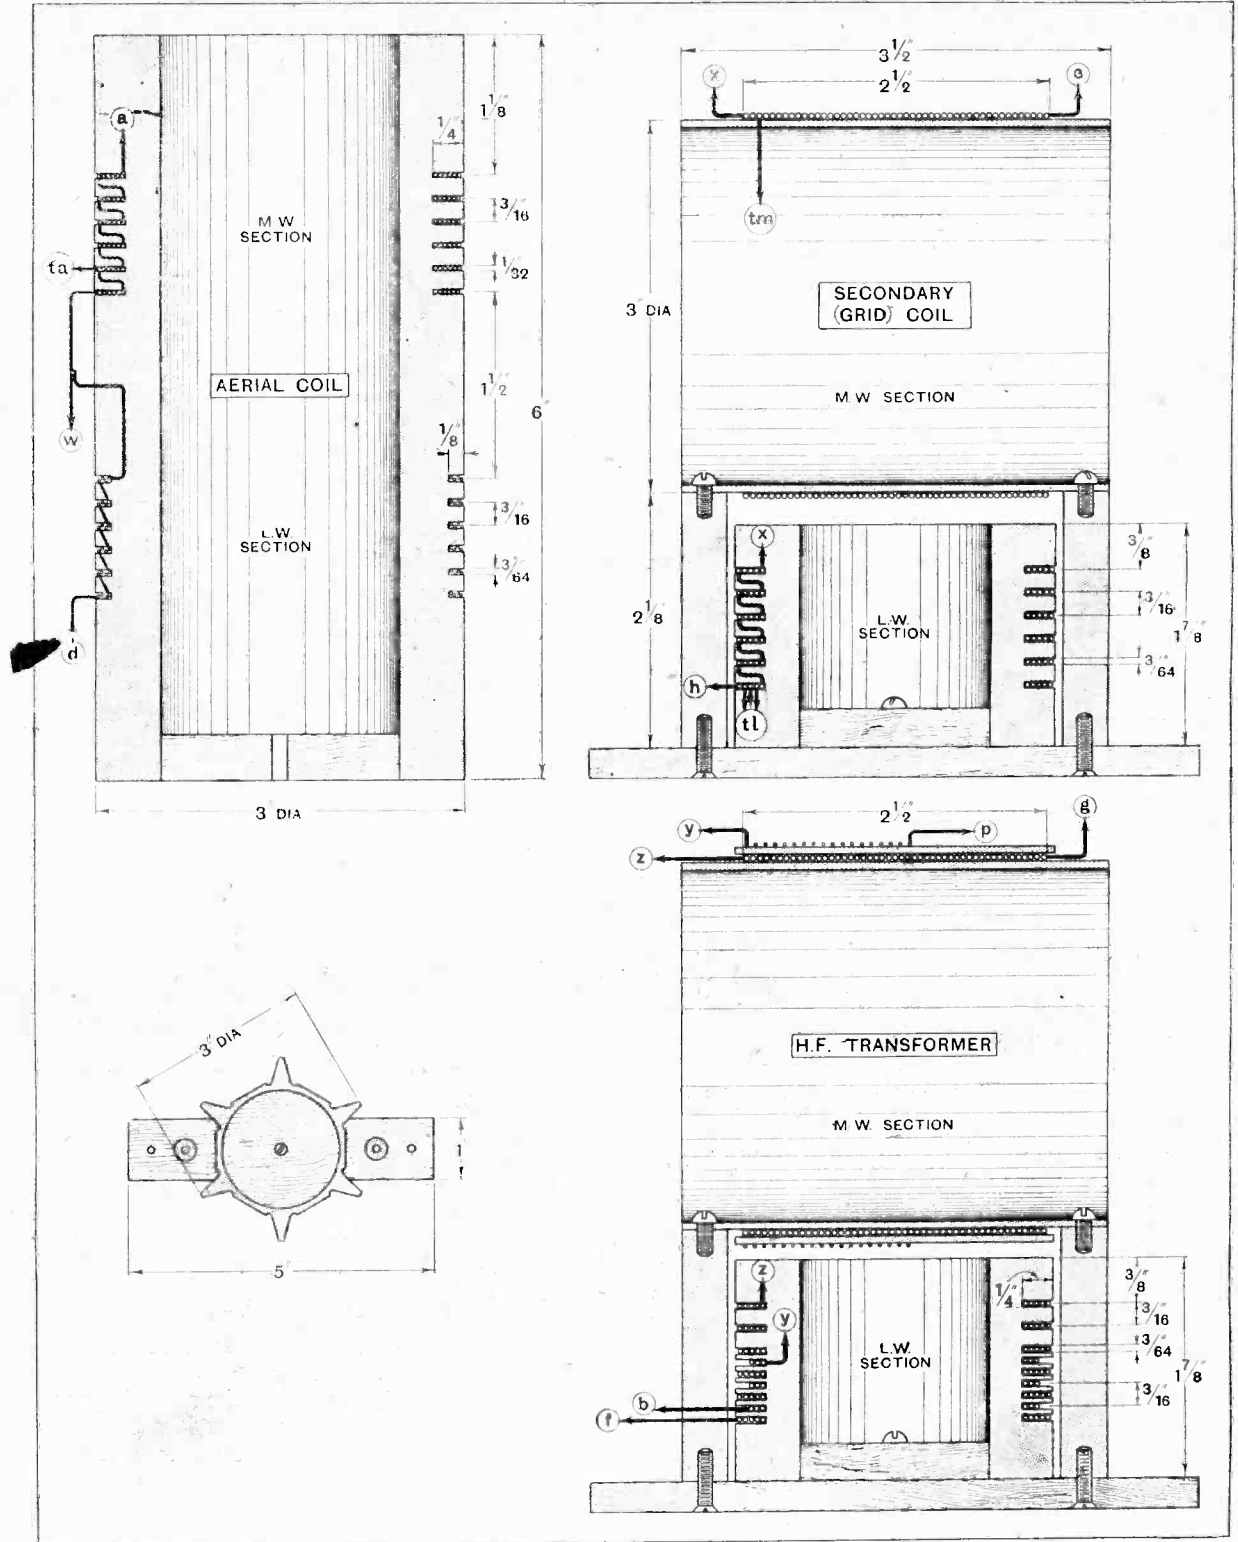 a
1 1/8"
1/4"
M.W.
SECTION
3/16"
ta
1/32"
AERIAL COIL
1 1/2"
6"
w
1/8"
L.W.
SECTION
3/16"
3/64"
d
3 DIA
3 1/2"
2 1/2"
x
tm
3" DIA
SECONDARY
(GRID) COIL
M.W. SECTION
x
3/8"
2 1/8"
L.W.
SECTION
3/16"
1 7/8"
3/64"
h
tl
2 1/2"
y
p
g
z
H.F. TRANSFORMER
M.W. SECTION
z
1/4"
3/8"
y
3/16"
L.W.
SECTION
3/64"
1 7/8"
3/16"
b
f
3" DIA
1
5"